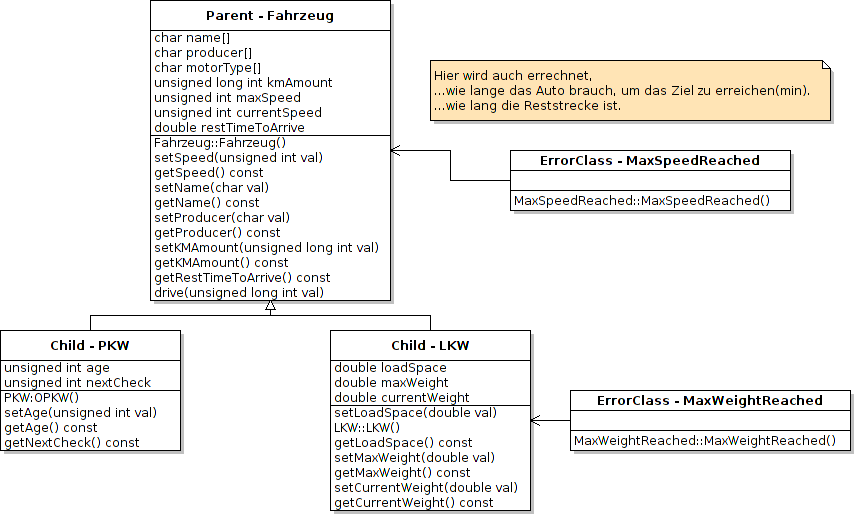 Parent - Fahrzeug
char name[]
char producer[]
char motorType[]
unsigned long int kmAmount
unsigned int maxSpeed
unsigned int currentSpeed
double restTimeToArrive
Fahrzeug::Fahrzeug()
setSpeed(unsigned int val)
getSpeed() const
setName(char val)
getName() const
setProducer(char val)
getProducer() const
setKMAmount(unsigned long int val)
getKMAmount() const
getRestTimeToArrive() const
drive(unsigned long int val)
Hier wird auch errechnet,
...wie lange das Auto brauch, um das Ziel zu erreichen(min).
...wie lang die Reststrecke ist.
ErrorClass - MaxSpeedReached
MaxSpeedReached::MaxSpeedReached()
Child - PKW
unsigned int age
unsigned int nextCheck
PKW:OPKW()
setAge(unsigned int val)
getAge() const
getNextCheck() const
Child - LKW
double loadSpace
double maxWeight
double currentWeight
setLoadSpace(double val)
LKW::LKW()
getLoadSpace() const
setMaxWeight(double val)
getMaxWeight() const
setCurrentWeight(double val)
getCurrentWeight() const
ErrorClass - MaxWeightReached
MaxWeightReached::MaxWeightReached()